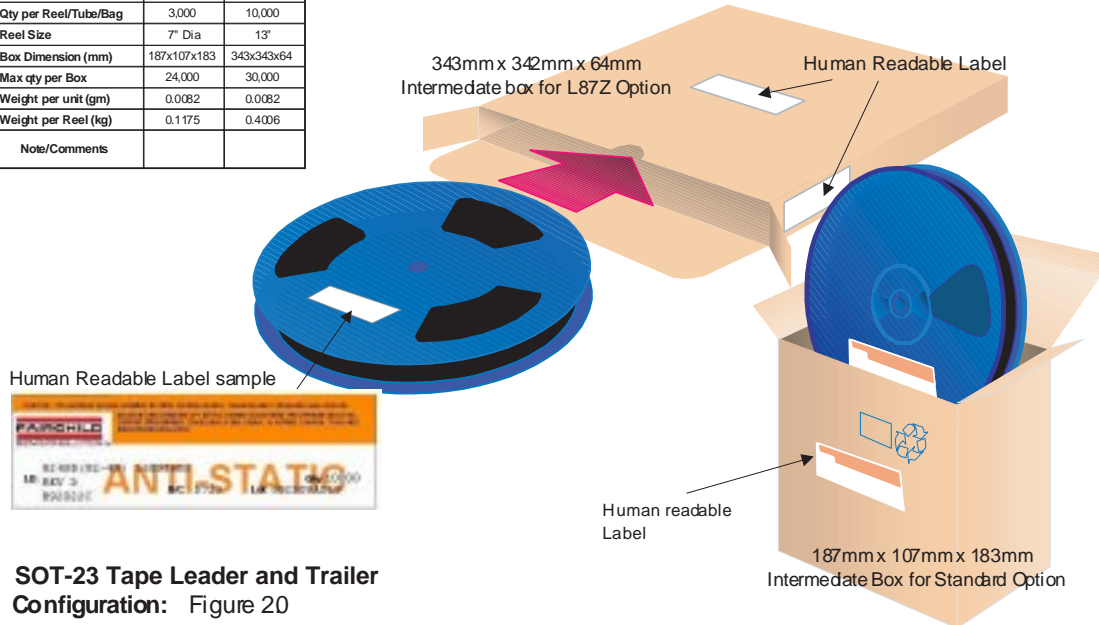 Qty per Reel/Tube/Bag 3,000 10,000
Reel Size 7" Dia 13"
Box Dimension (mm) 187x107x183 343x343x64
Max qty per Box 24,000 30,000
Weight per unit (gm) 0.0082 0.0082
Weight per Reel (kg) 0.1175 0.4006
Note/Comments
343mm x 342mm x 64mm
Intermediate box for L87Z Option
Human Readable Label
Human Readable Label sample
FAIRCHILD
ANTI-STATIC
Human readable
Label
187mm x 107mm x 183mm
Intermediate Box for Standard Option
SOT-23 Tape Leader and Trailer
Configuration: Figure 20